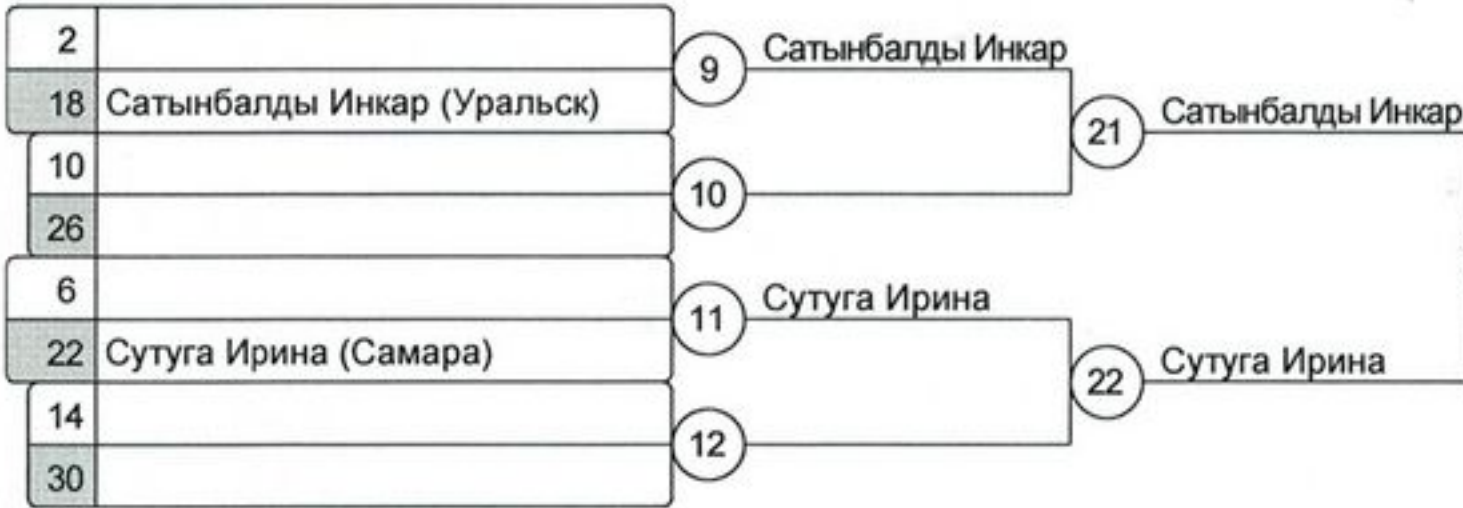 2
9 Сатынбалды Инкар
18 Сатынбалды Инкар (Уральск)
21 Сатынбалды Инкар
10
10
26
6
11 Сутуга Ирина
22 Сутуга Ирина (Самара)
22 Сутуга Ирина
14
12
30